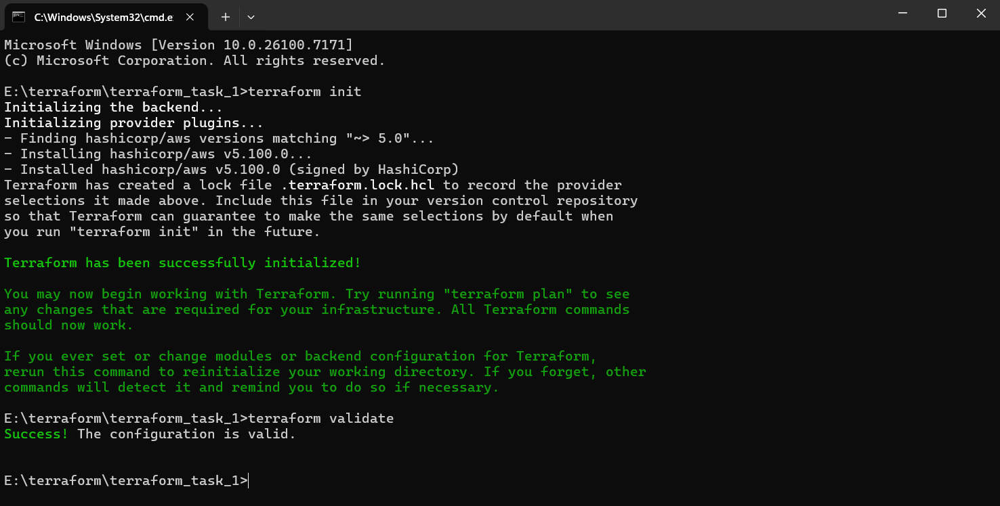 C:\Windows\System32\cmd.e
Microsoft Windows [Version 10.0.26100.7171]
(c) Microsoft Corporation. All rights reserved.
E:\terraform\terraform_task_1>terraform init
Initializing the backend...
Initializing provider plugins...
- Finding hashicorp/aws versions matching "~> 5.0"...
- Installing hashicorp/aws v5.100.0...
- Installed hashicorp/aws v5.100.0 (signed by HashiCorp)
Terraform has created a lock file .terraform.lock.hcl to record the provider
selections it made above. Include this file in your version control repository
so that Terraform can guarantee to make the same selections by default when
you run "terraform init" in the future.
Terraform has been successfully initialized!
You may now begin working with Terraform. Try running "terraform plan" to see
any changes that are required for your infrastructure. All Terraform commands
should now work.
If you ever set or change modules or backend configuration for Terraform,
rerun this command to reinitialize your working directory. If you forget, other
commands will detect it and remind you to do so if necessary.
E:\terraform\terraform_task_1>terraform validate
Success! The configuration is valid.
E:\terraform\terraform_task_1>